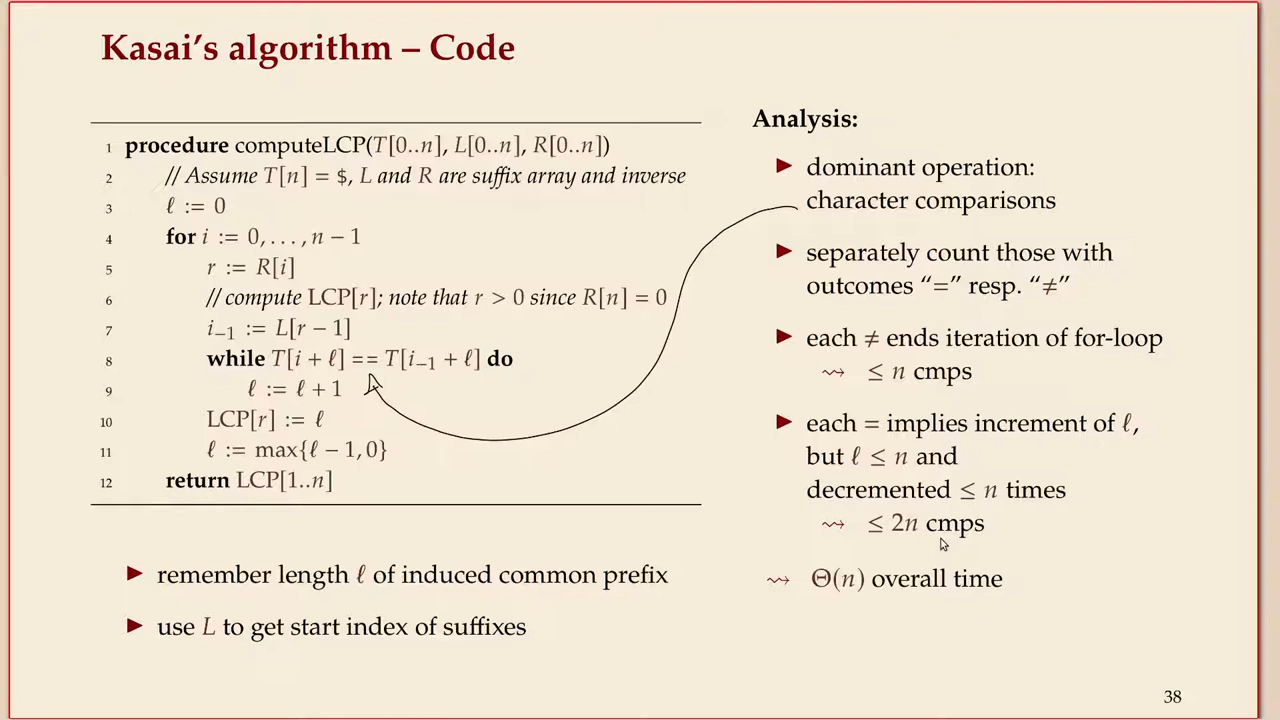 Kasai's algorithm – Code
1 procedure computeLCP(T[0..n], L[0..n], R[0..n])
2 // Assume T[n] = $, L and R are suffix array and inverse
3 ℓ := 0
4 for i := 0, . . . , n − 1
5 r := R[i]
6 // compute LCP[r]; note that r > 0 since R[n] = 0
7 i₋₁ := L[r − 1]
8 while T[i + ℓ] == T[i₋₁ + ℓ] do
9 ℓ := ℓ + 1
10 LCP[r] := ℓ
11 ℓ := max{ℓ − 1, 0}
12 return LCP[1..n]
▶ remember length ℓ of induced common prefix
▶ use L to get start index of suffixes
Analysis:
▶ dominant operation:
character comparisons
▶ separately count those with
outcomes “=” resp. “≠”
▶ each ≠ ends iteration of for-loop
⇝ ≤ n cmps
▶ each = implies increment of ℓ,
but ℓ ≤ n and
decremented ≤ n times
⇝ ≤ 2n cmps
⇝ Θ(n) overall time
38